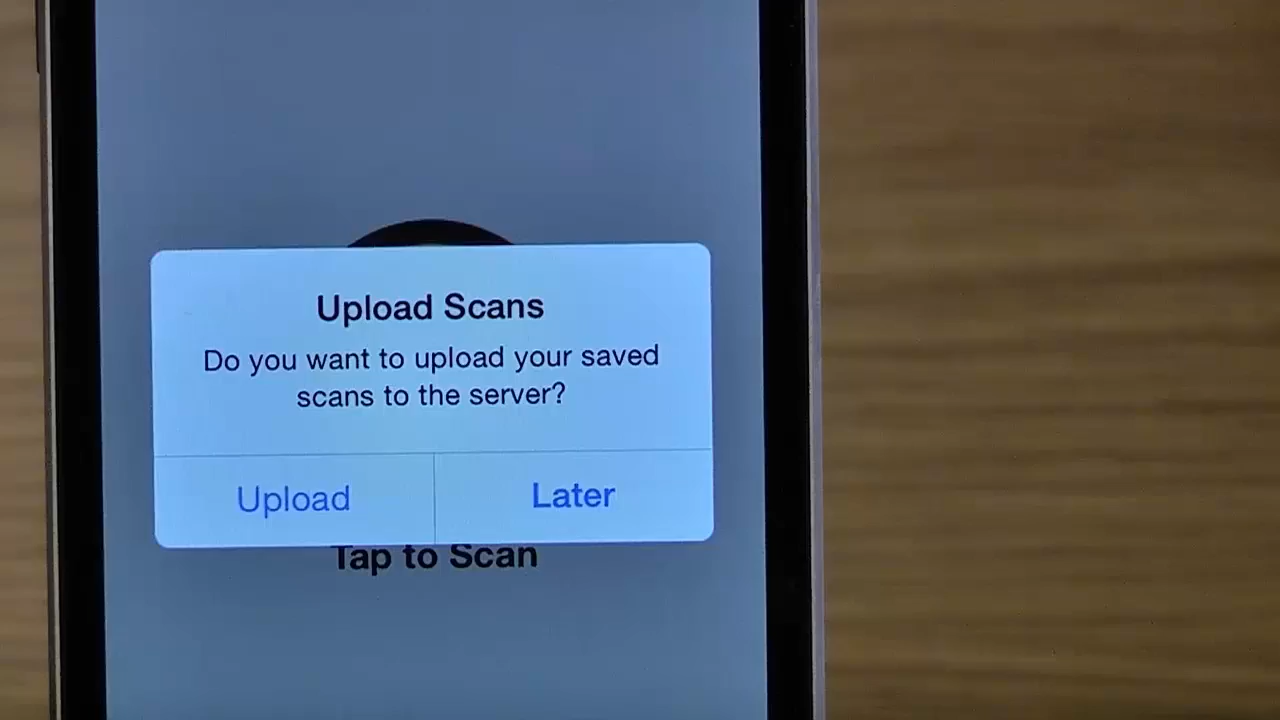 Upload Scans
Do you want to upload your saved
scans to the server?
Upload Later
Tap to Scan